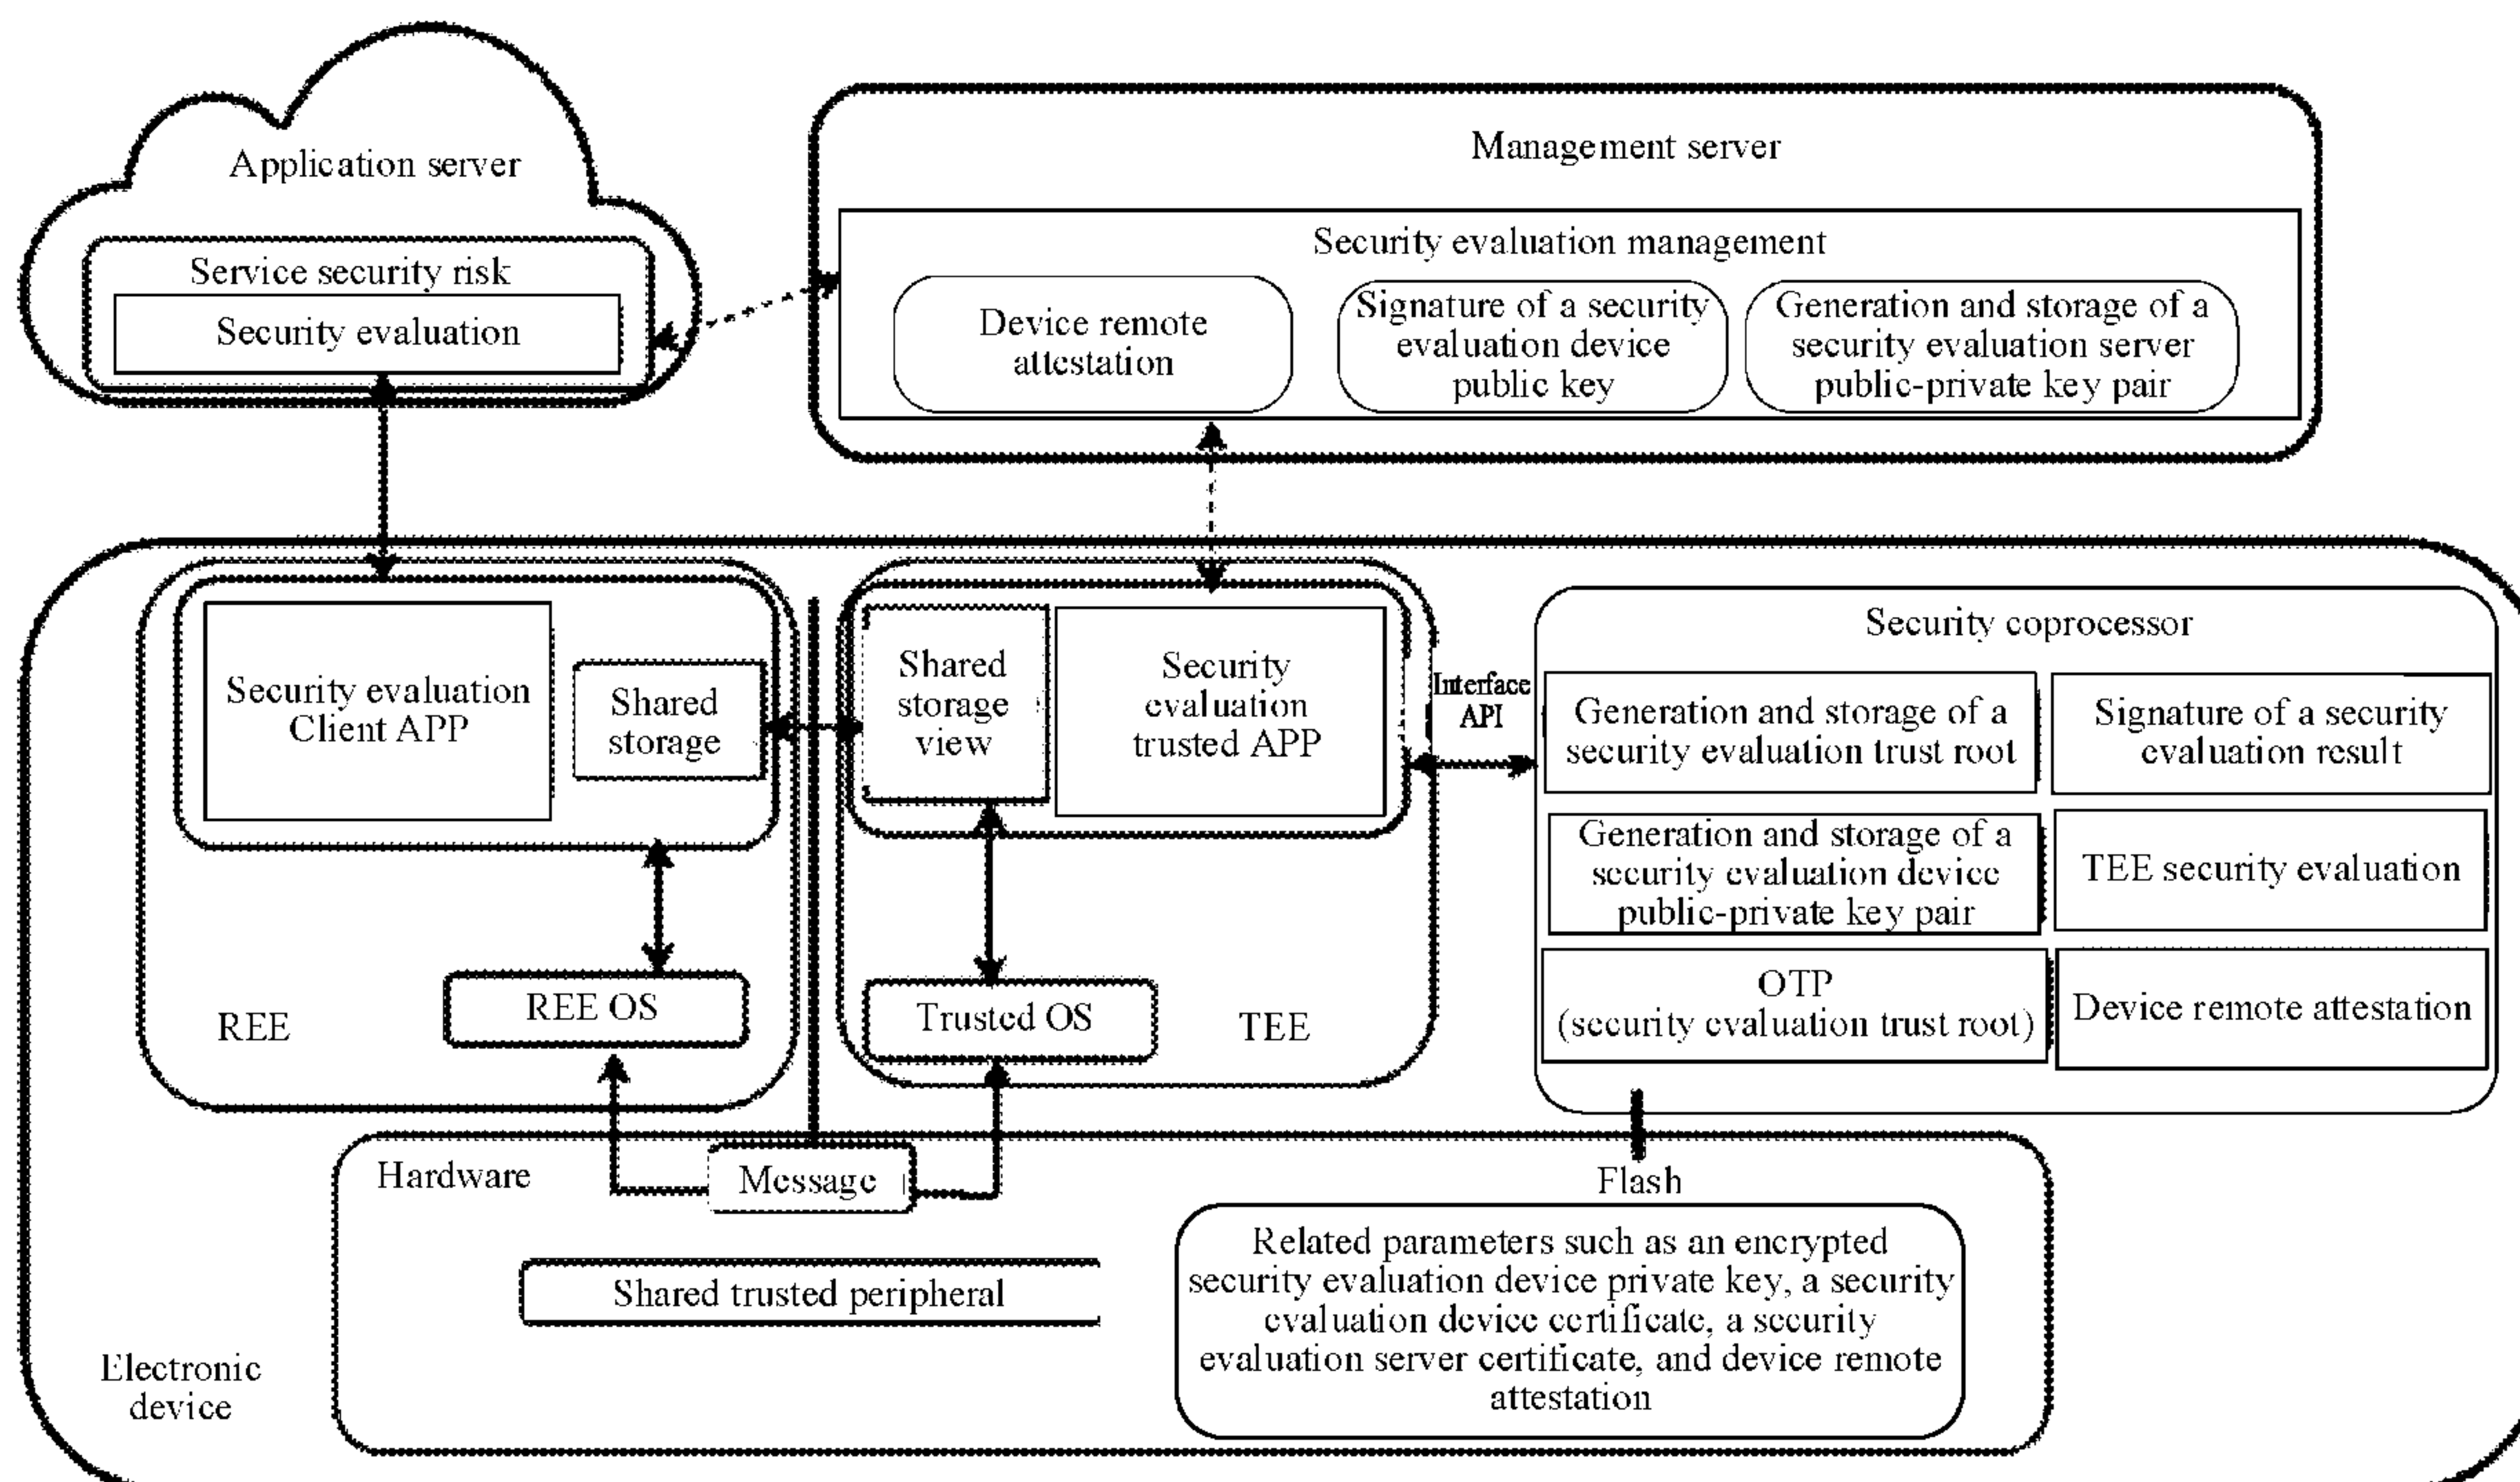 Application server
Service security risk
Security evaluation
Management server
Security evaluation management
Device remote
attestation
Signature of a security
evaluation device
public key
Generation and storage of a
security evaluation server
public-private key pair
Security evaluation
Client APP
Shared
storage
REE OS
REE
Shared
storage
view
Security
evaluation
trusted APP
Trusted OS
TEE
Interface
API
Security coprocessor
Generation and storage of a
security evaluation trust root
Signature of a security
evaluation result
Generation and storage of a
security evaluation device
public-private key pair
TEE security evaluation
OTP
(security evaluation trust root)
Device remote attestation
Hardware
Message
Shared trusted peripheral
Flash
Related parameters such as an encrypted
security evaluation device private key, a security
evaluation device certificate, a security
evaluation server certificate, and device remote
attestation
Electronic
device